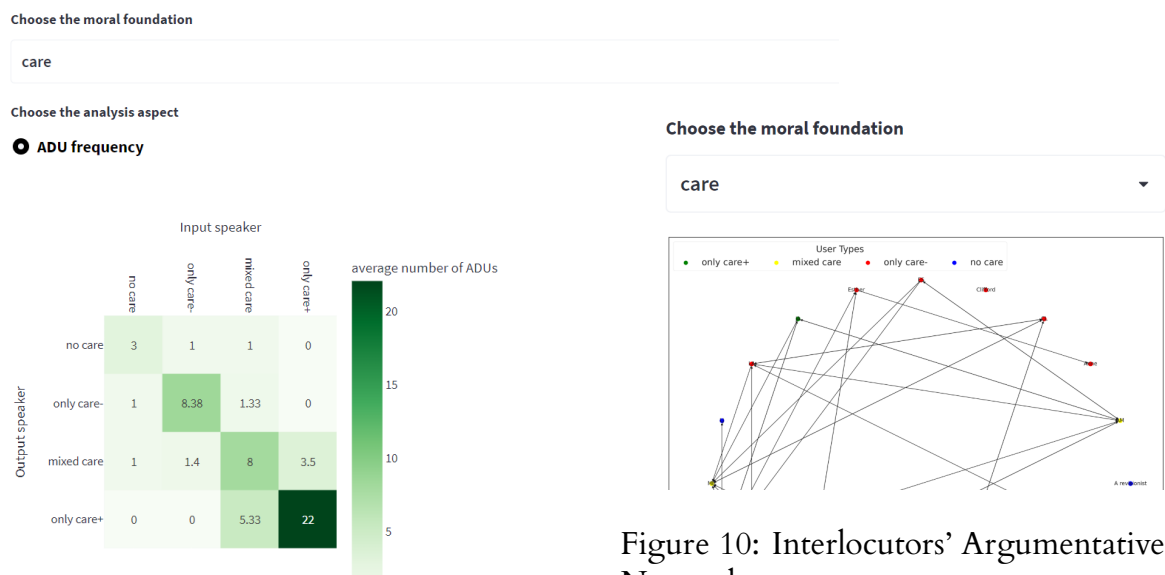 Choose the moral foundation
care
Choose the analysis aspect
ADU frequency
Input speaker
no care
only care-
mixed care
only care+
average number of ADUs
Output speaker
no care 3 1 1 0
only care- 1 8.38 1.33 0
mixed care 1 1.4 8 3.5
only care+ 0 0 5.33 22
20
15
10
5
Choose the moral foundation
care
User Types
only care+ mixed care only care- no care
Figure 10: Interlocutors' Argumentative